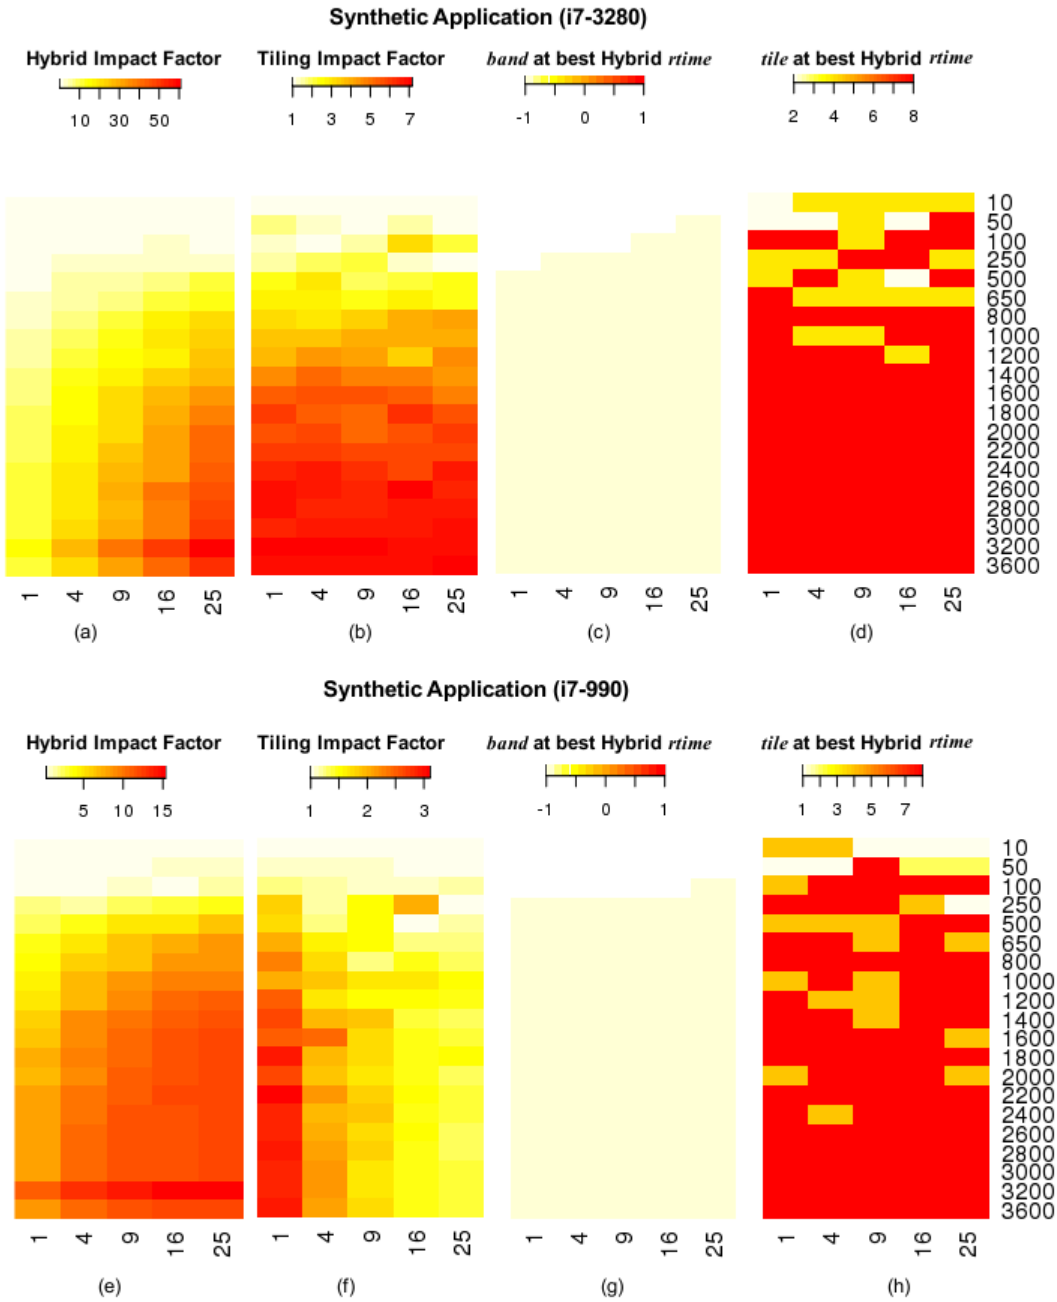 Synthetic Application (i7-3280)
Hybrid Impact Factor
Tiling Impact Factor
band at best Hybrid rtime
tile at best Hybrid rtime
10 30 50
1 3 5 7
-1 0 1
2 4 6 8
10
50
100
250
500
650
800
1000
1200
1400
1600
1800
2000
2200
2400
2600
2800
3000
3200
3600
1 4 9 16 25
1 4 9 16 25
1 4 9 16 25
1 4 9 16 25
(a)
(b)
(c)
(d)
Synthetic Application (i7-990)
Hybrid Impact Factor
Tiling Impact Factor
band at best Hybrid rtime
tile at best Hybrid rtime
5 10 15
1 2 3
-1 0 1
1 3 5 7
10
50
100
250
500
650
800
1000
1200
1400
1600
1800
2000
2200
2400
2600
2800
3000
3200
3600
1 4 9 16 25
1 4 9 16 25
1 4 9 16 25
1 4 9 16 25
(e)
(f)
(g)
(h)